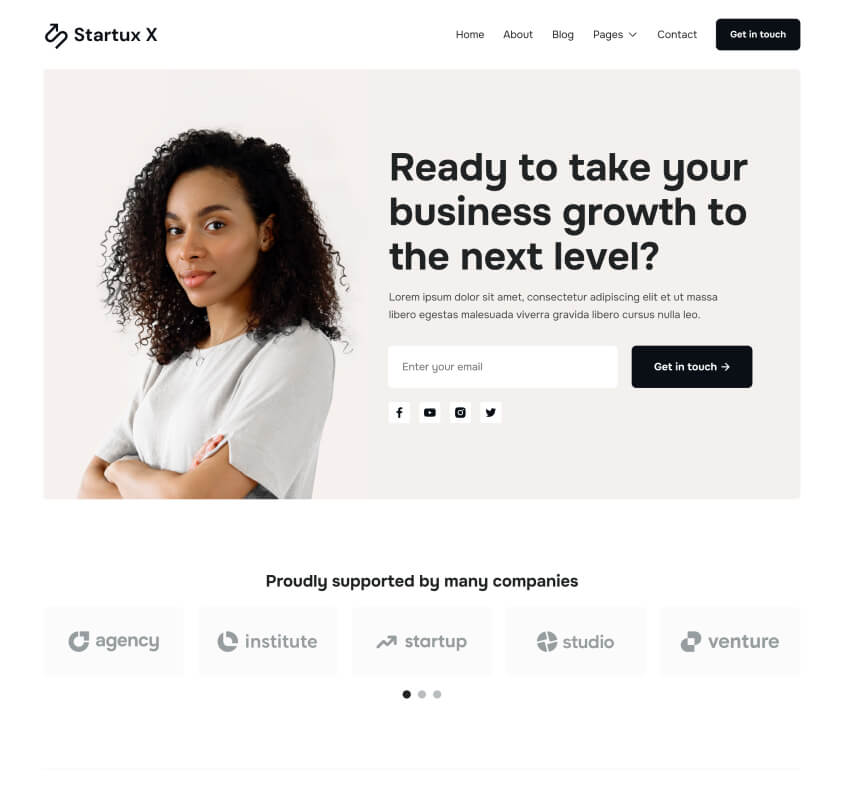 Startux X
Home About Blog Pages Contact Get in touch
Ready to take your
business growth to
the next level?
Lorem ipsum dolor sit amet, consectetur adipiscing elit et ut massa
libero egestas malesuada viverra gravida libero cursus nulla leo.
Enter your email Get in touch →
Proudly supported by many companies
agency institute startup studio venture